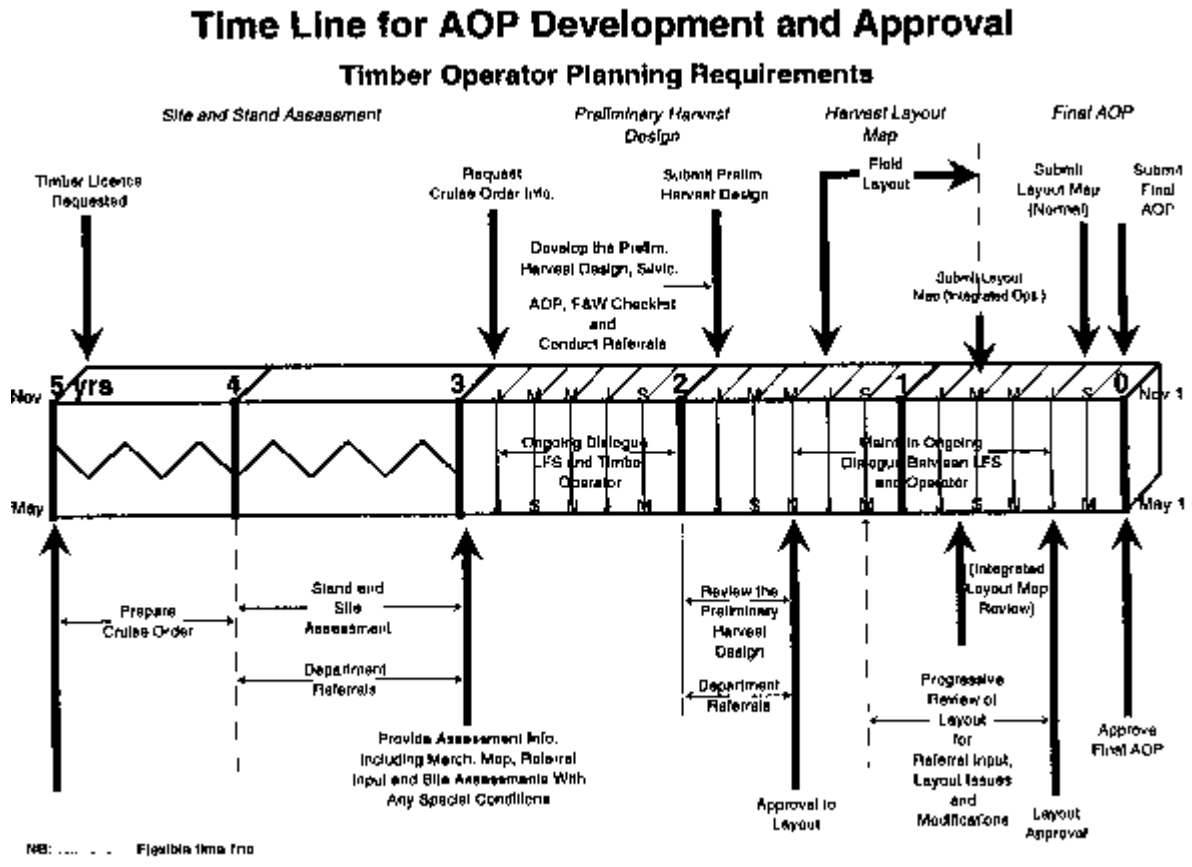 Time Line for AOP Development and Approval
Timber Operator Planning Requirements
Site and Stand Assessment
Preliminary Harvest
Design
Harvest Layout
Map
Final AOP
Timber Licence
Requested
Request
Cruise Order Info.
Submit Prelim
Harvest Design
Field
Layout
Submit
Layout Map
(Normal)
Submit
Final
AOP
Develop the Prelim.
Harvest Design, Silvic.
AOP, F&W Checklist
and
Conduct Referrals
Submit Layout
Map (Integrated Ops.)
5 yrs 4 3 2 1 0
Nov J M M J S J M M J S J M M J S Nov 1
Ongoing Dialogue
LFS and Timber
Operator
Maintain Ongoing
Dialogue Between LFS
and Operator
May J S N J M J S N J M J S N J M May 1
Prepare
Cruise Order
Stand and
Site
Assessment
Department
Referrals
Provide Assessment Info.
Including Merch. Map, Referral
Input and Site Assessments With
Any Special Conditions
Review the
Preliminary
Harvest
Design
Department
Referrals
Approval to
Layout
(Integrated
Layout Map
Review)
Progressive
Review of
Layout
for
Referral Input,
Layout Issues
and
Modifications
Layout
Approval
Approve
Final AOP
NB: Flexible time